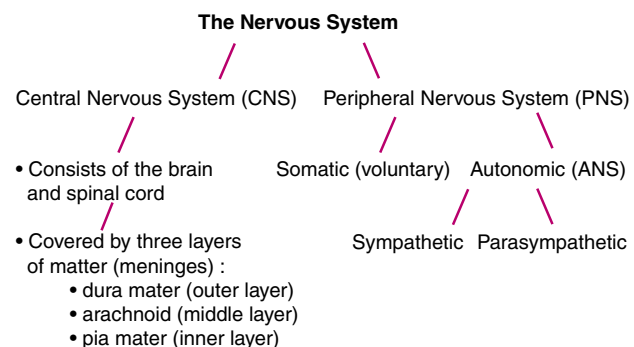 The Nervous System
Central Nervous System (CNS)
Peripheral Nervous System (PNS)
• Consists of the brain
and spinal cord
Somatic (voluntary)
Autonomic (ANS)
• Covered by three layers
of matter (meninges) :
Sympathetic
Parasympathetic
• dura mater (outer layer)
• arachnoid (middle layer)
• pia mater (inner layer)